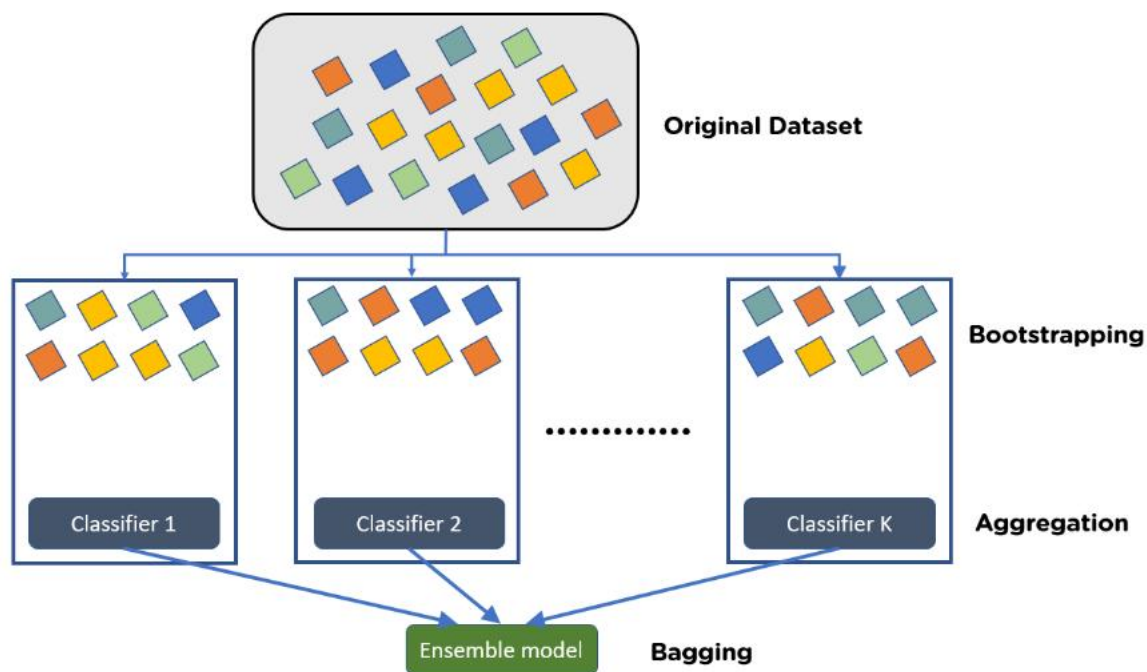 Original Dataset
Bootstrapping
Classifier 1
Classifier 2
Classifier K
Aggregation
Ensemble model
Bagging